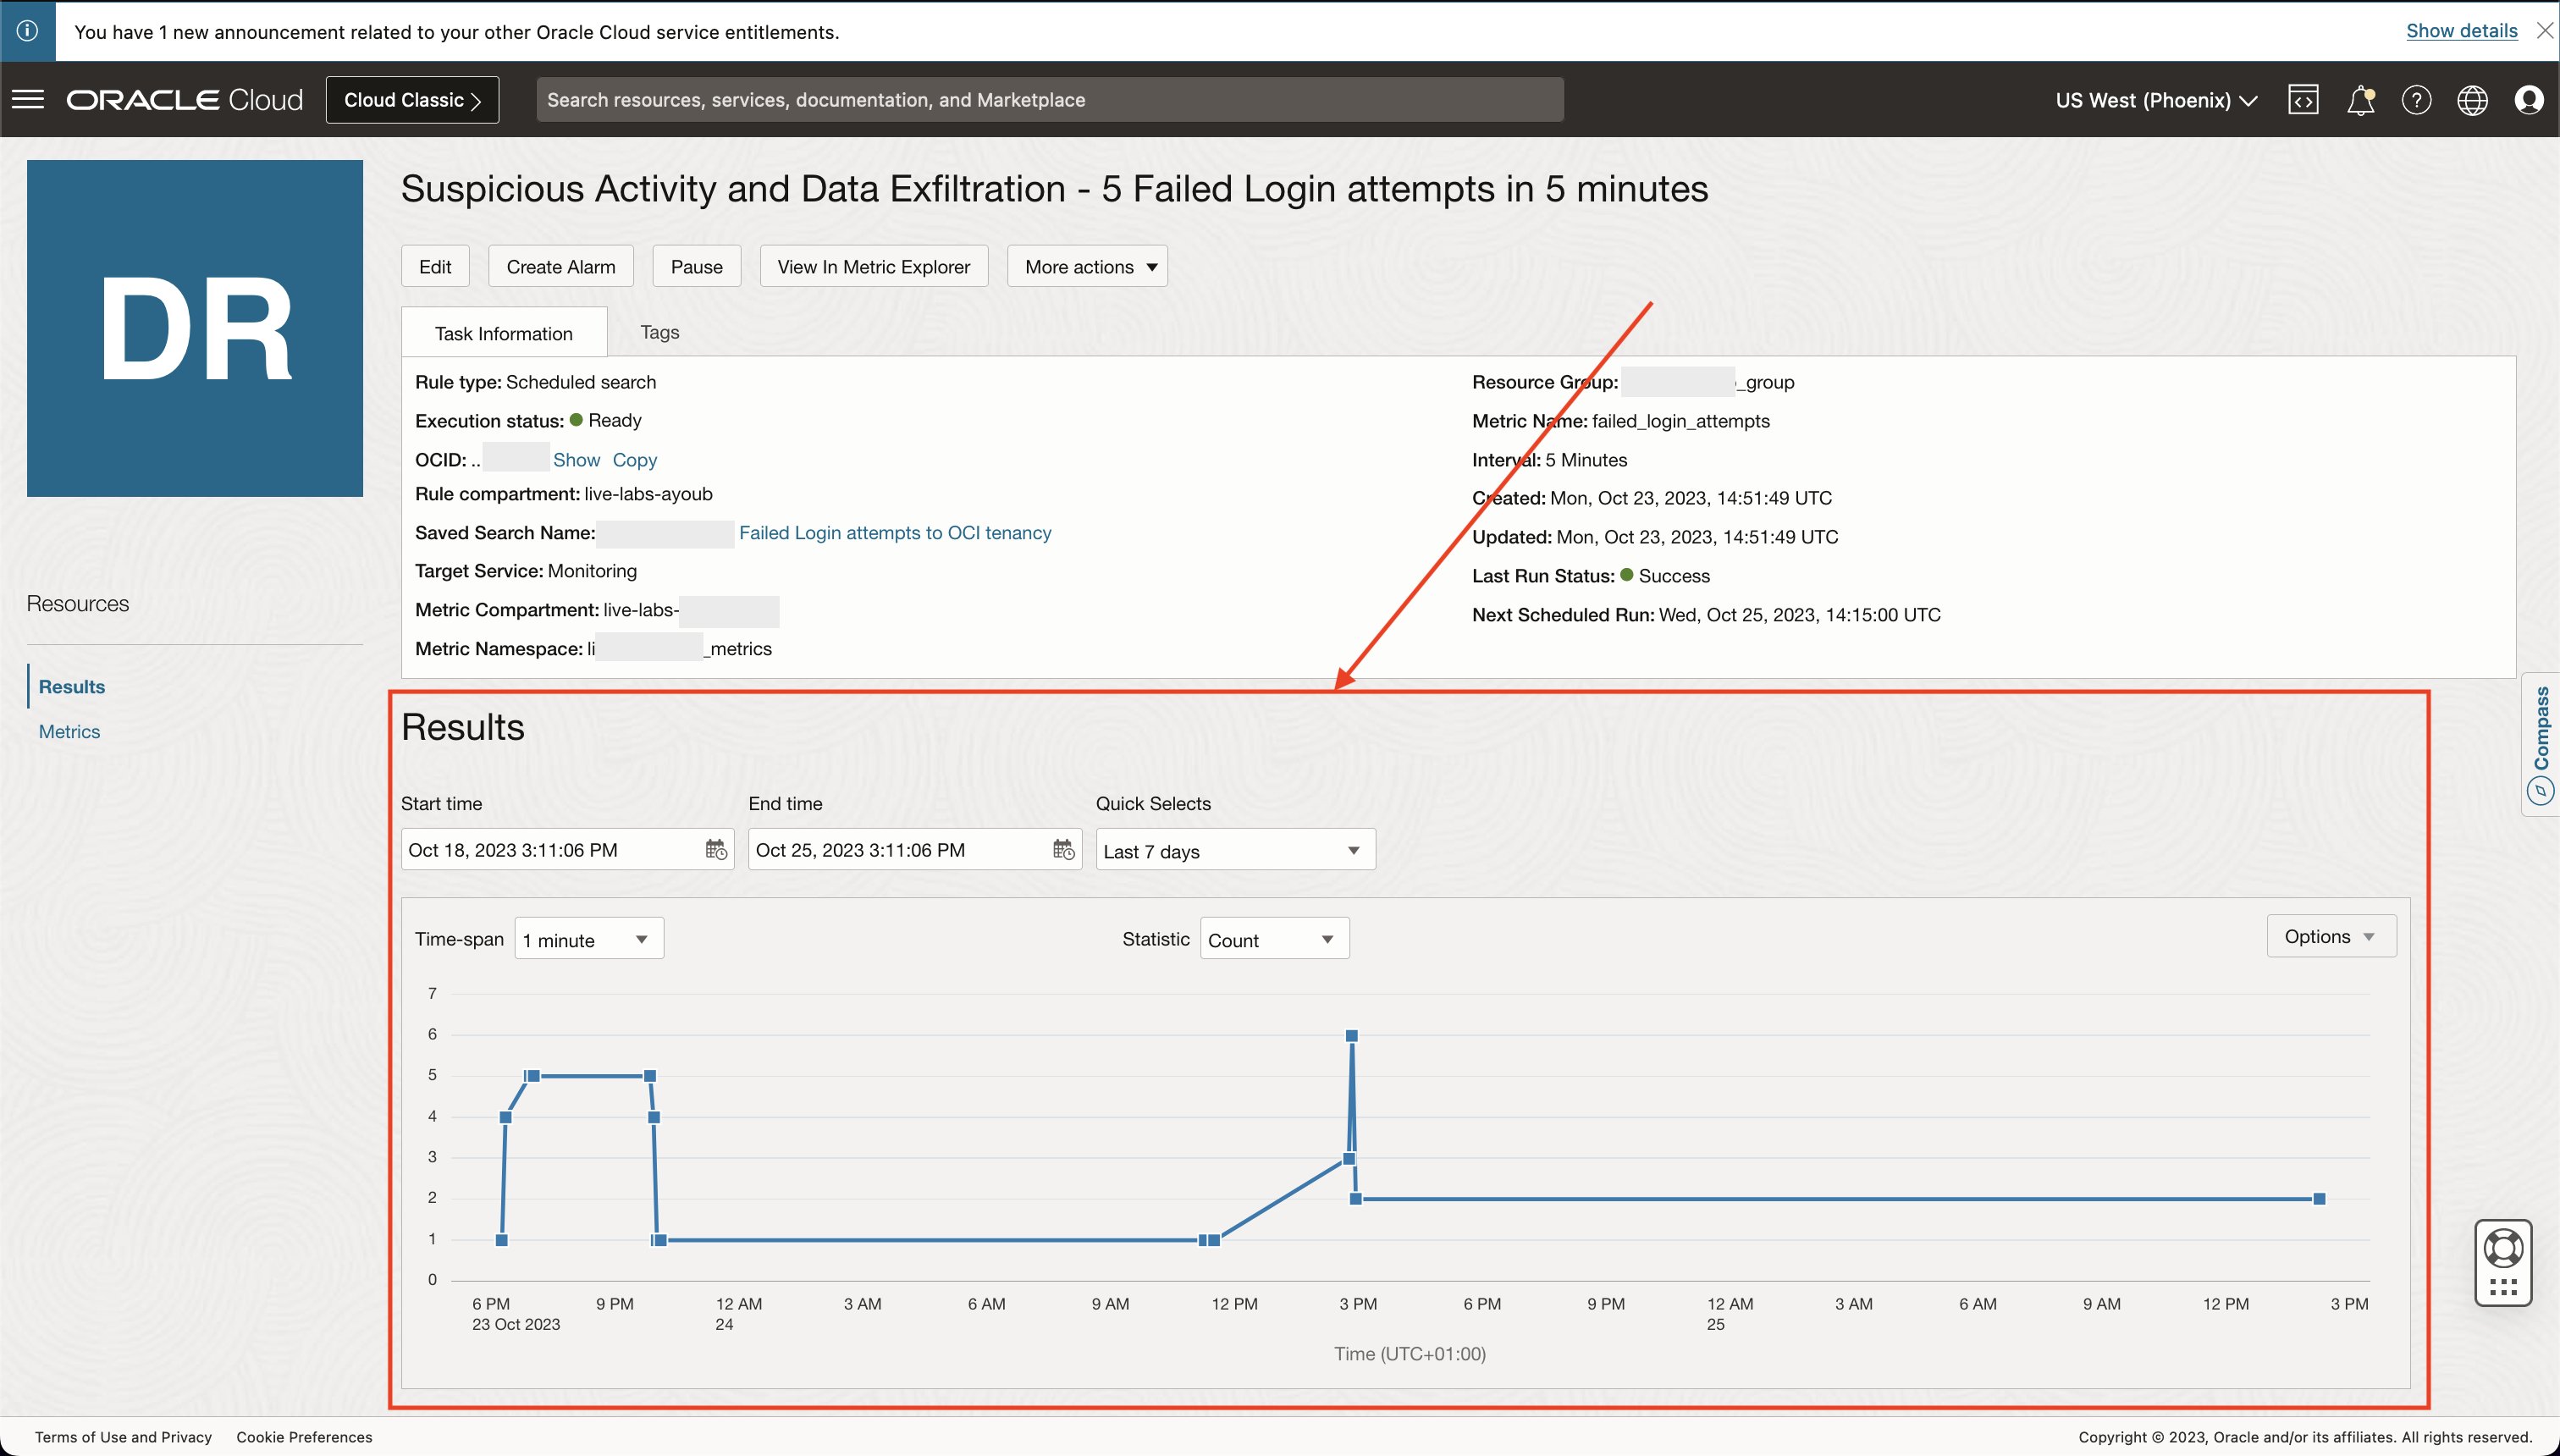 You have 1 new announcement related to your other Oracle Cloud service entitlements.
Show details
ORACLE Cloud
Cloud Classic
Search resources, services, documentation, and Marketplace
US West (Phoenix)
DR
Suspicious Activity and Data Exfiltration - 5 Failed Login attempts in 5 minutes
Edit
Create Alarm
Pause
View In Metric Explorer
More actions
Task Information
Tags
Rule type: Scheduled search
Execution status: Ready
OCID: .. Show Copy
Rule compartment: live-labs-ayoub
Saved Search Name: Failed Login attempts to OCI tenancy
Target Service: Monitoring
Metric Compartment: live-labs-
Metric Namespace: li _metrics
Resource Group: _group
Metric Name: failed_login_attempts
Interval: 5 Minutes
Created: Mon, Oct 23, 2023, 14:51:49 UTC
Updated: Mon, Oct 23, 2023, 14:51:49 UTC
Last Run Status: Success
Next Scheduled Run: Wed, Oct 25, 2023, 14:15:00 UTC
Resources
Results
Metrics
Compass
Results
Start time
End time
Quick Selects
Oct 18, 2023 3:11:06 PM
Oct 25, 2023 3:11:06 PM
Last 7 days
Time-span
1 minute
Statistic
Count
Options
7
6
5
4
3
2
1
0
6 PM 9 PM 12 AM 3 AM 6 AM 9 AM 12 PM 3 PM 6 PM 9 PM 12 AM 3 AM 6 AM 9 AM 12 PM 3 PM
23 Oct 2023 24 25
Time (UTC+01:00)
Terms of Use and Privacy
Cookie Preferences
Copyright © 2023, Oracle and/or its affiliates. All rights reserved.